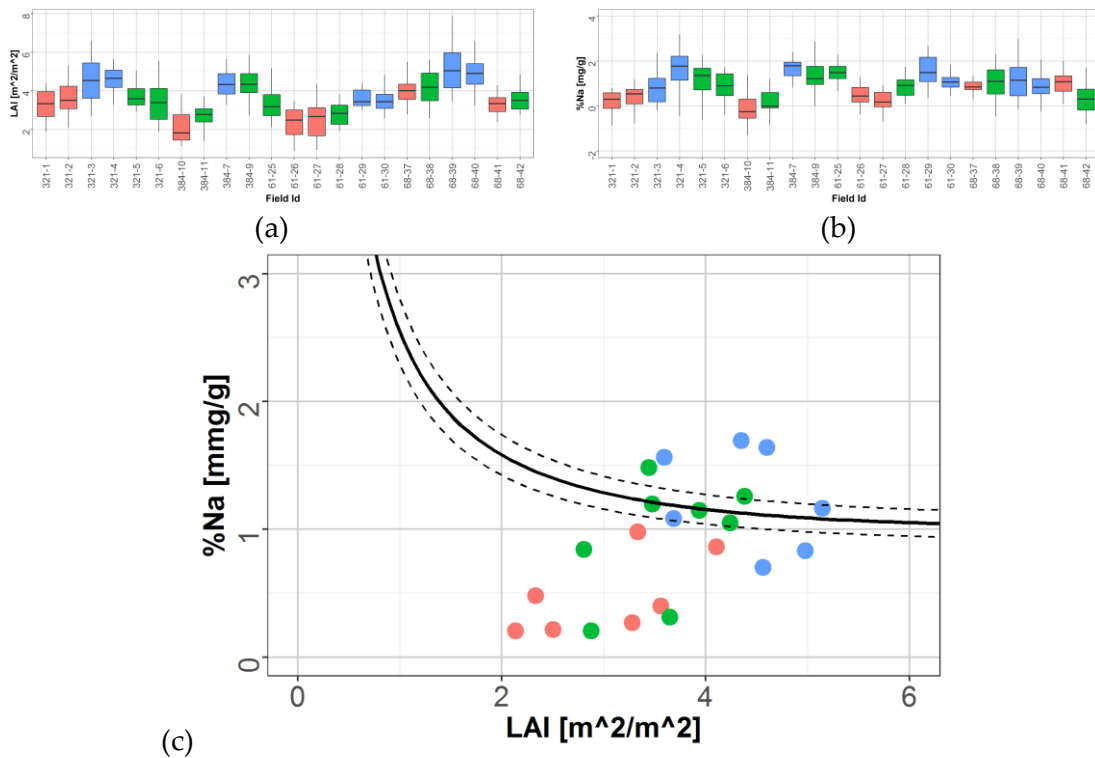 LAI [m^2/m^2]
8
6
4
2
321-1 321-2 321-3 321-4 321-5 321-6 384-10 384-11 384-7 384-9 61-25 61-26 61-27 61-28 61-29 61-30 68-37 68-38 68-39 68-40 68-41 68-42
Field Id
(a)
%Na [mg/g]
4
2
0
-2
321-1 321-2 321-3 321-4 321-5 321-6 384-10 384-11 384-7 384-9 61-25 61-26 61-27 61-28 61-29 61-30 68-37 68-38 68-39 68-40 68-41 68-42
Field Id
(b)
%Na [mmg/g]
3
2
1
0
0 2 4 6
LAI [m^2/m^2]
(c)